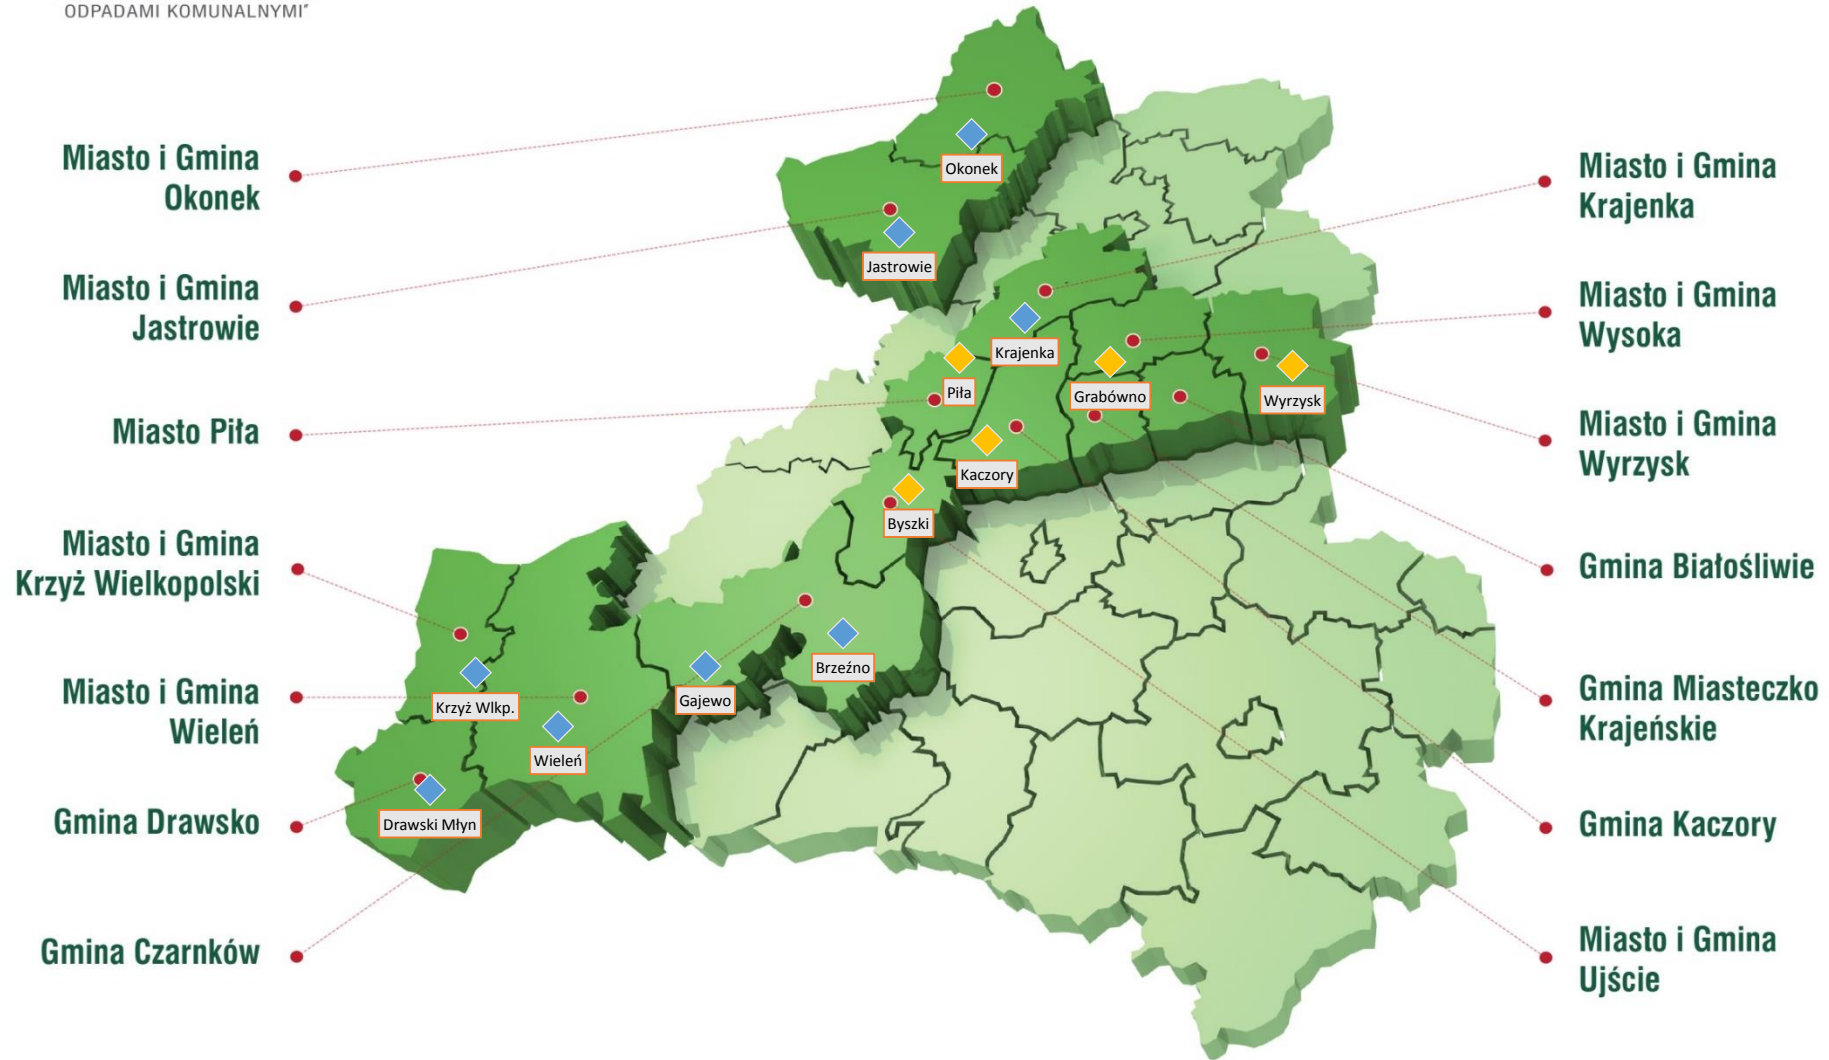 ODPADAMI KOMUNALNYMI"
Miasto i Gmina
Okonek
Miasto i Gmina
Jastrowie
Miasto Piła
Miasto i Gmina
Krzyż Wielkopolski
Miasto i Gmina
Wieleń
Gmina Drawsko
Gmina Czarnków
Okonek
Jastrowie
Krajenka
Piła
Grabówno
Wyrzysk
Kaczory
Byszki
Brzeźno
Gajewo
Krzyż Wlkp.
Wieleń
Drawski Młyn
Miasto i Gmina
Krajenka
Miasto i Gmina
Wysoka
Miasto i Gmina
Wyrzysk
Gmina Białośliwie
Gmina Miasteczko
Krajeńskie
Gmina Kaczory
Miasto i Gmina
Ujście